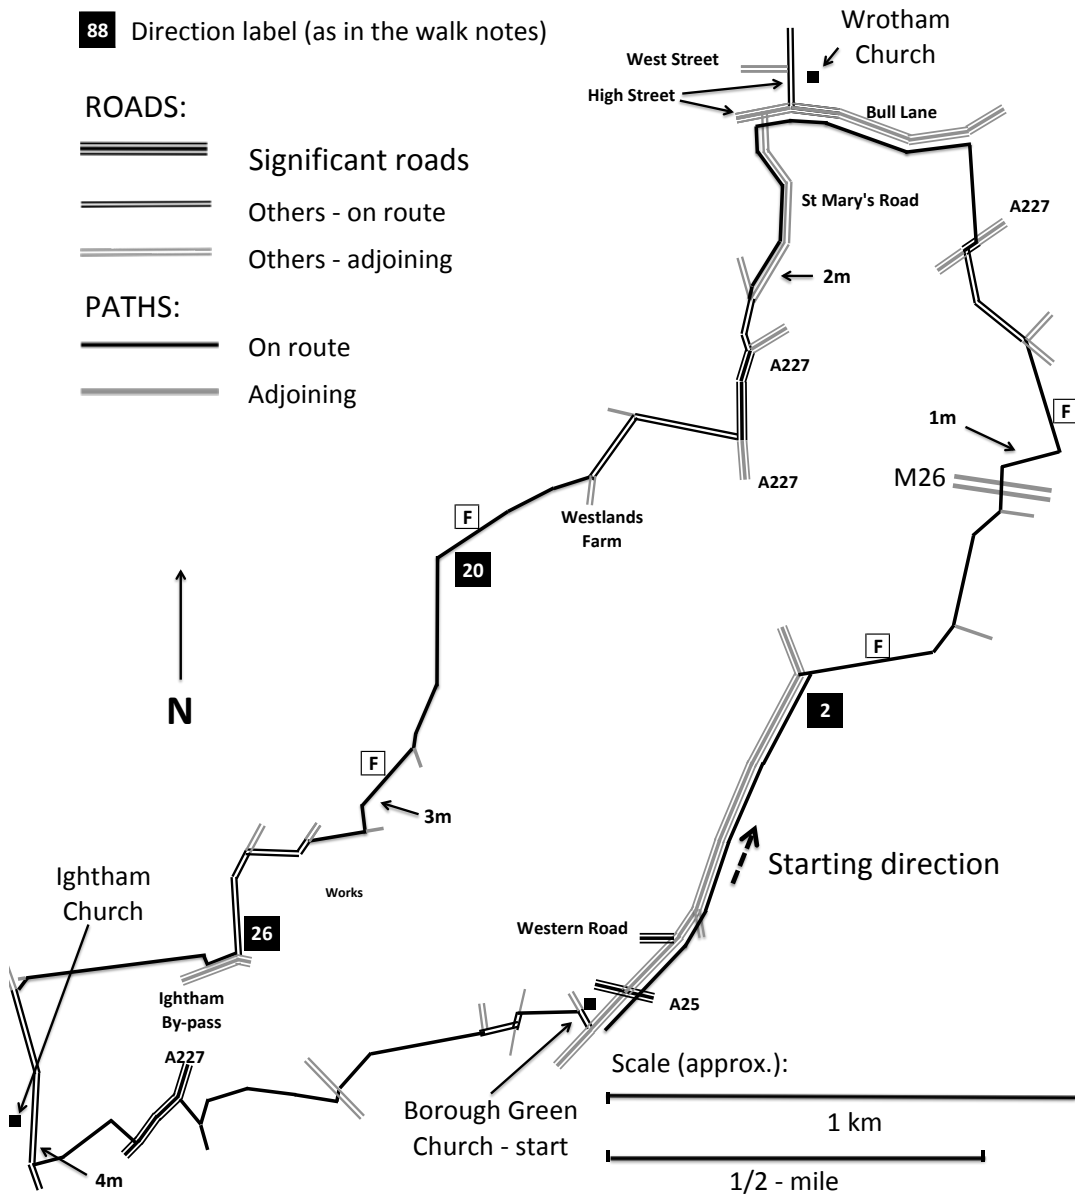 88 Direction label (as in the walk notes)
ROADS:
Significant roads
Others - on route
Others - adjoining
PATHS:
On route
Adjoining
Wrotham
Church
West Street
High Street
Bull Lane
St Mary's Road
A227
2m
A227
F
1m
M26
A227
Westlands
Farm
F
20
N
F
2
F
3m
Starting direction
Works
Ightham
Church
26
Western Road
Ightham
By-pass
A25
A227
Scale (approx.):
Borough Green
Church - start
1 km
4m
1/2 - mile